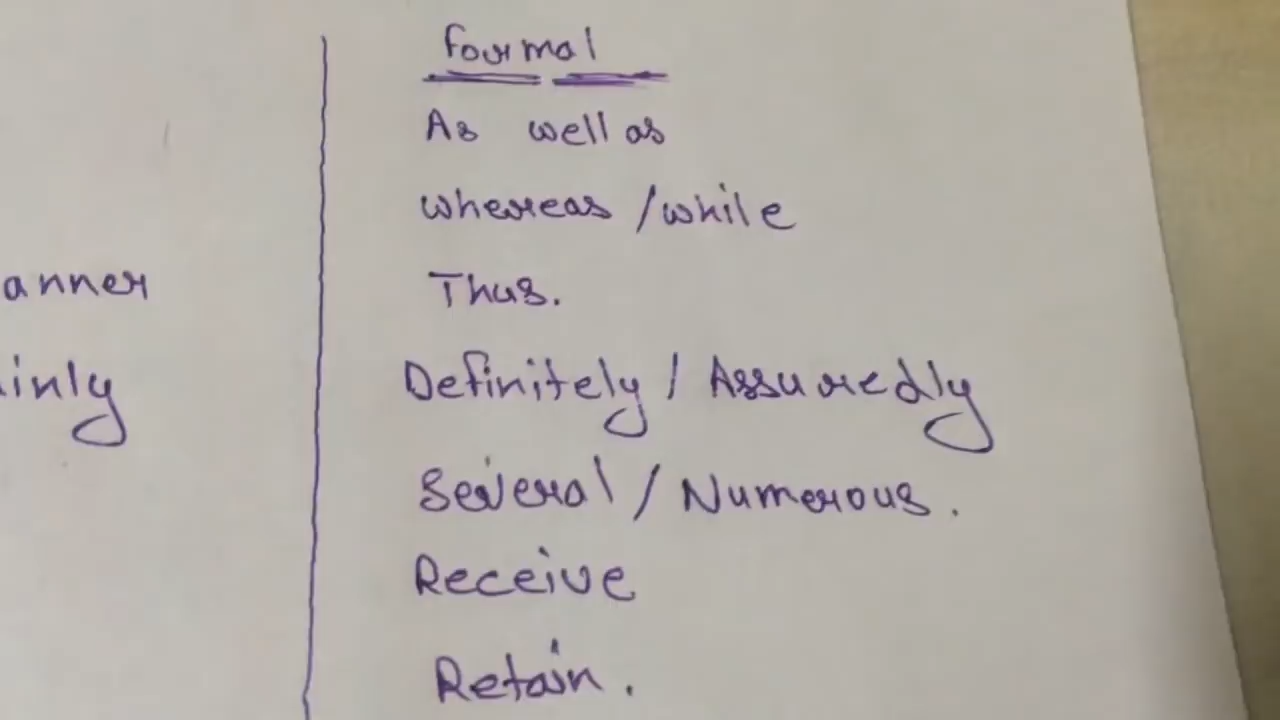 Formal
As well as
whereas / while
anner
Thus.
inly
Definitely / Assuredly
Several / Numerous.
Receive
Retain.